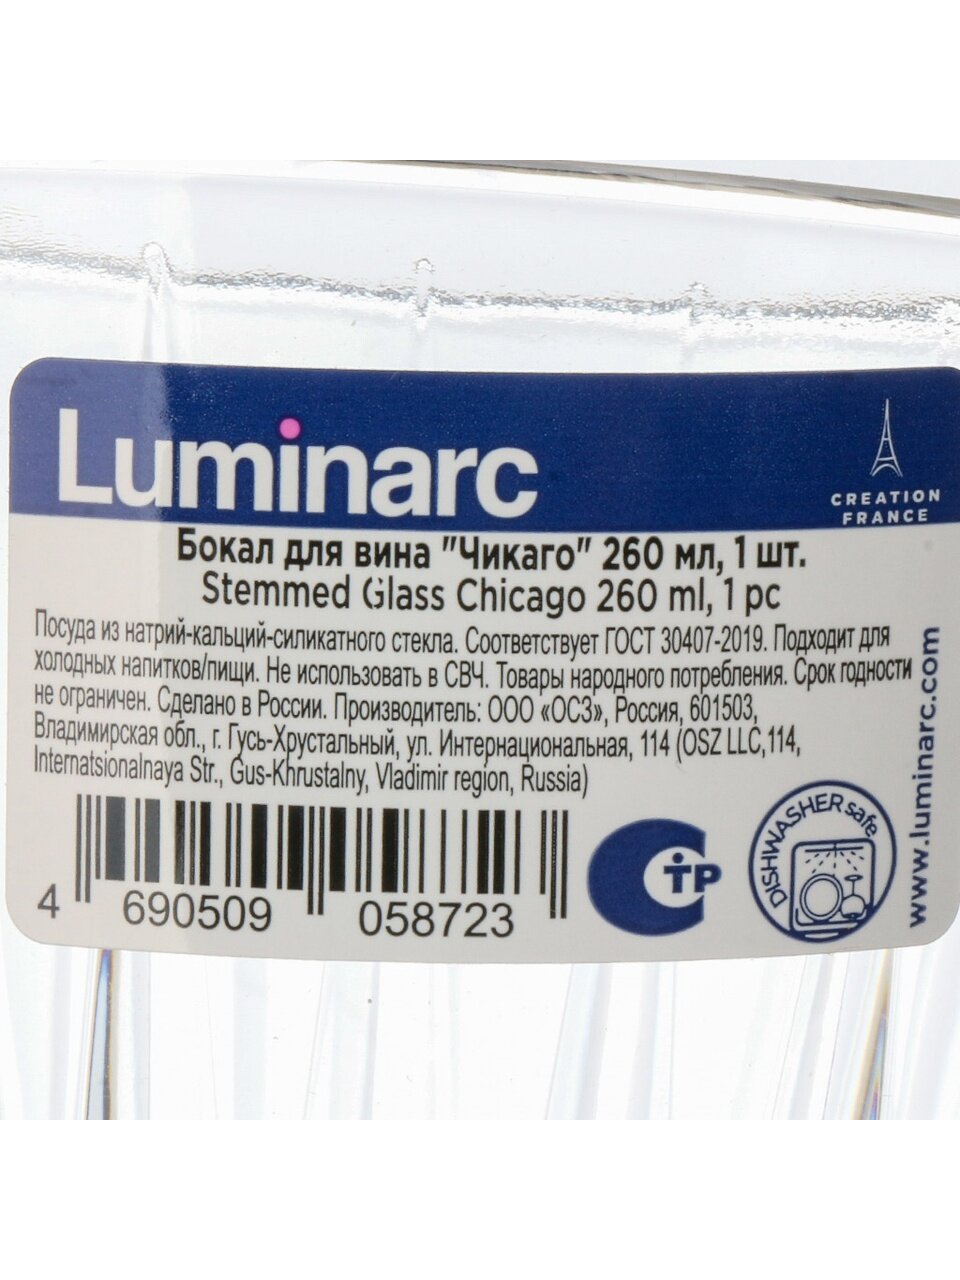 Luminarc
CREATION
FRANCE
Бокал для вина "Чикаго" 260 мл, 1 шт.
Stemmed Glass Chicago 260 ml, 1 pc
Посуда из натрий-кальций-силикатного стекла. Соответствует ГОСТ 30407-2019. Подходит для
холодных напитков/пищи. Не использовать в СВЧ. Товары народного потребления. Срок годности
не ограничен. Сделано в России. Производитель: ООО «ОСЗ», Россия, 601503,
Владимирская обл., г. Гусь-Хрустальный, ул. Интернациональная, 114 (OSZ LLC,114,
Internatsionalnaya Str., Gus-Khrustalny, Vladimir region, Russia)
4 690509 058723
СТР
DISHWASHER safe
www.luminarc.com